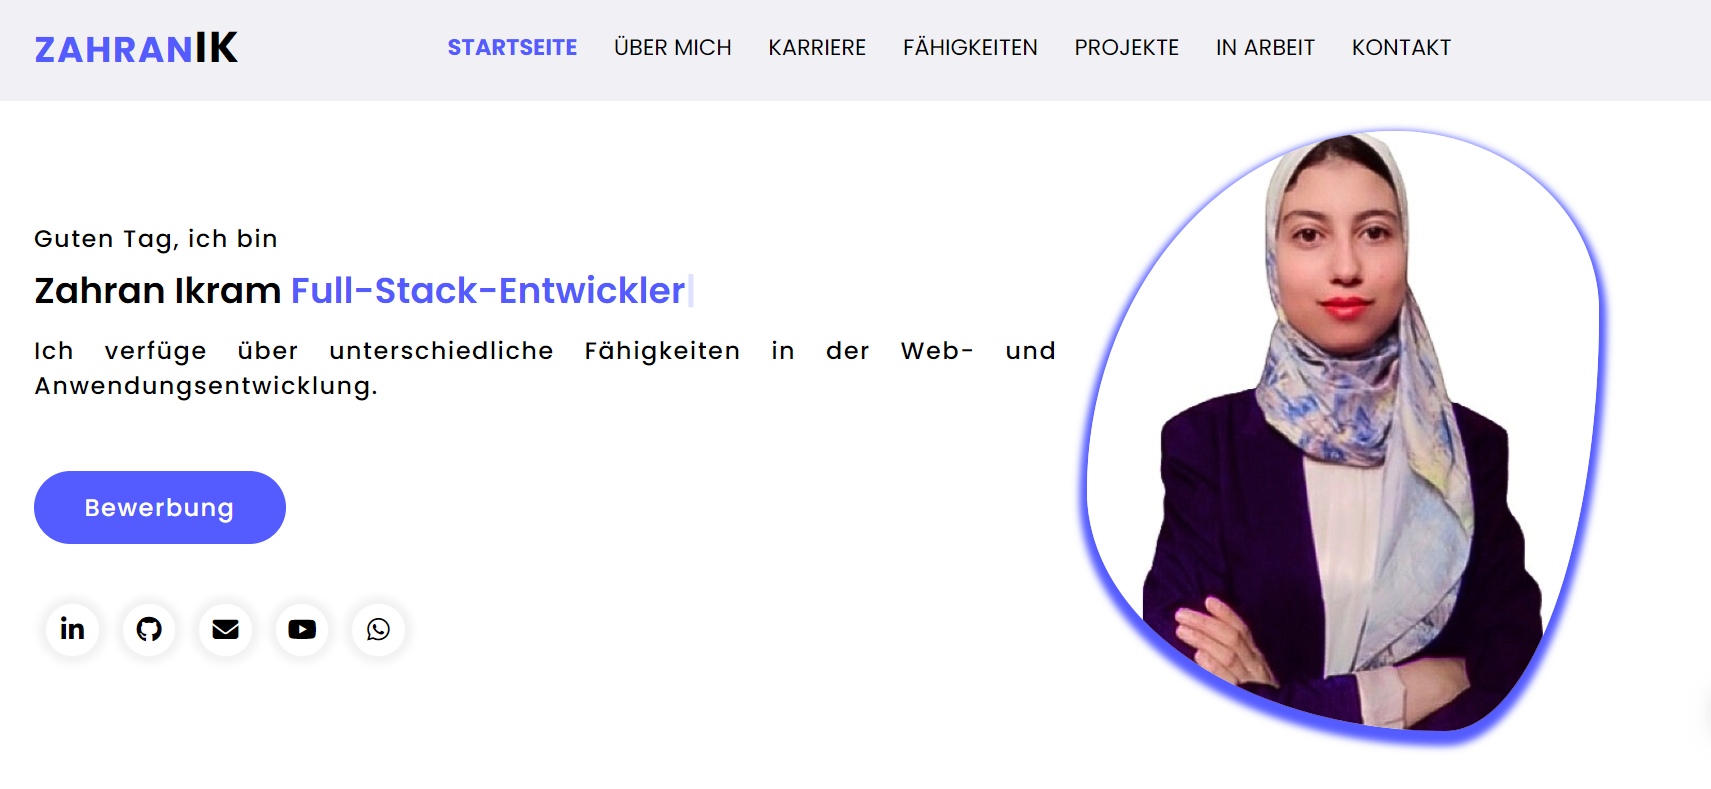 ZAHRANIK
STARTSEITE ÜBER MICH KARRIERE FÄHIGKEITEN PROJEKTE IN ARBEIT KONTAKT
Guten Tag, ich bin
Zahran Ikram Full-Stack-Entwickler
Ich verfüge über unterschiedliche Fähigkeiten in der Web- und
Anwendungsentwicklung.
Bewerbung
in